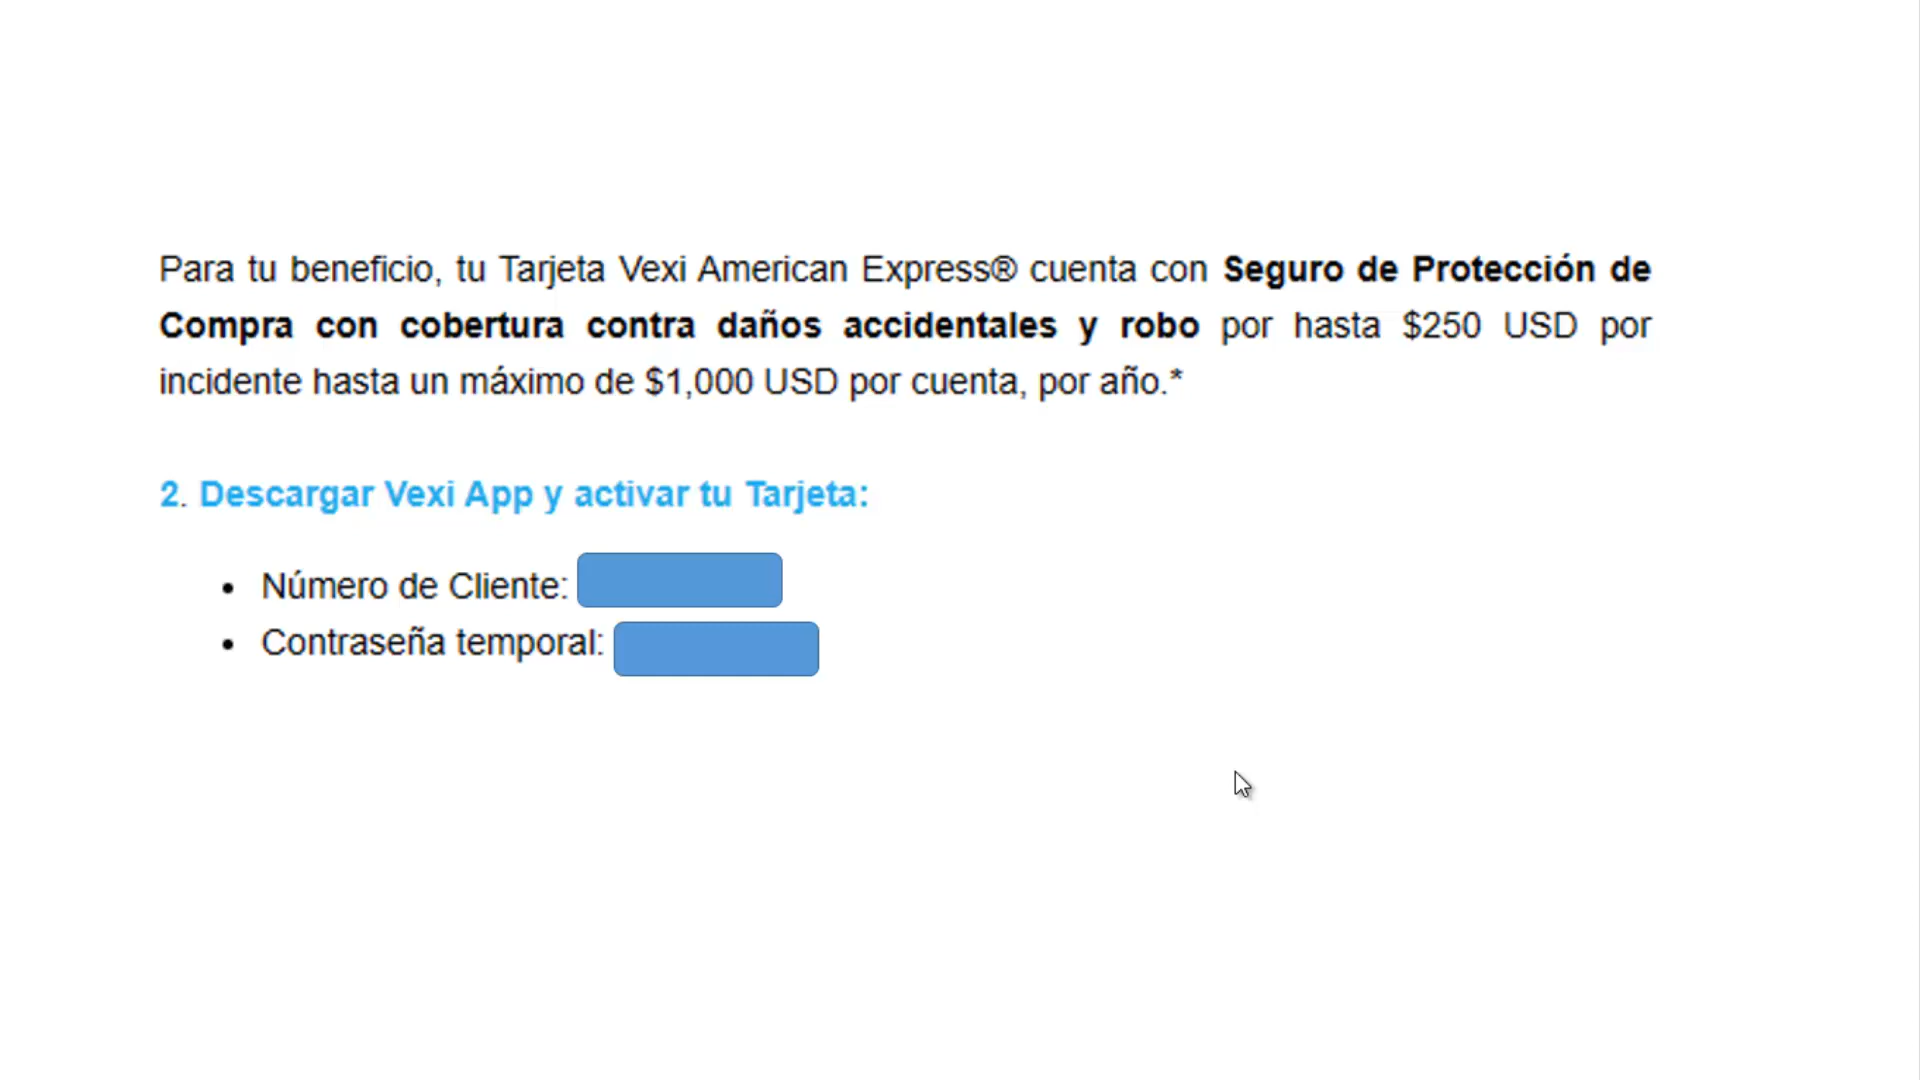 Para tu beneficio, tu Tarjeta Vexi American Express® cuenta con Seguro de Protección de
Compra con cobertura contra daños accidentales y robo por hasta $250 USD por
incidente hasta un máximo de $1,000 USD por cuenta, por año.*
2. Descargar Vexi App y activar tu Tarjeta:
• Número de Cliente:
• Contraseña temporal: